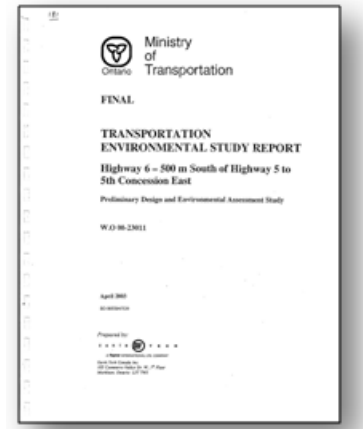 Ministry
of
Transportation
Ontario
FINAL
TRANSPORTATION
ENVIRONMENTAL STUDY REPORT
Highway 6 – 500 m South of Highway 5 to
5th Concession East
Preliminary Design and Environmental Assessment Study
W.O 00-23011
April 2003
Prepared by: